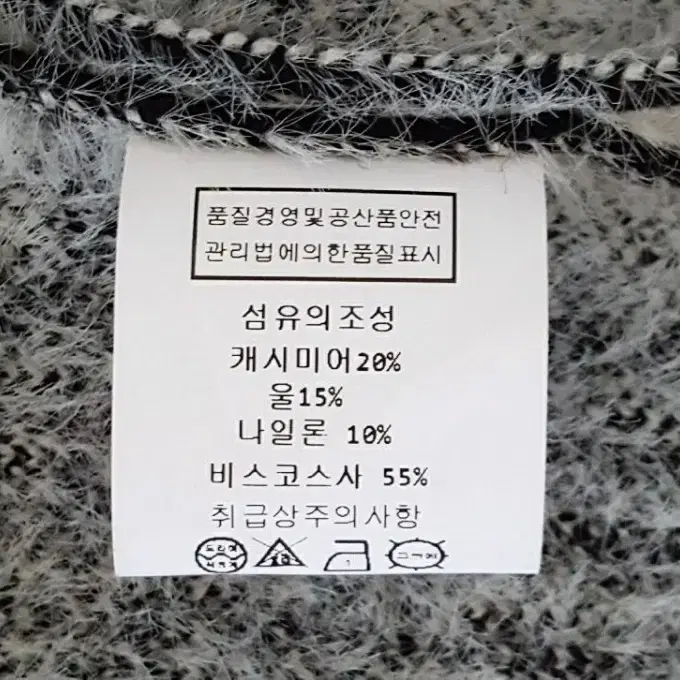 품질경영및공산품안전
관리법에의한품질표시
섬유의조성
캐시미어20%
울15%
나일론 10%
비스코스사 55%
취급상주의사항